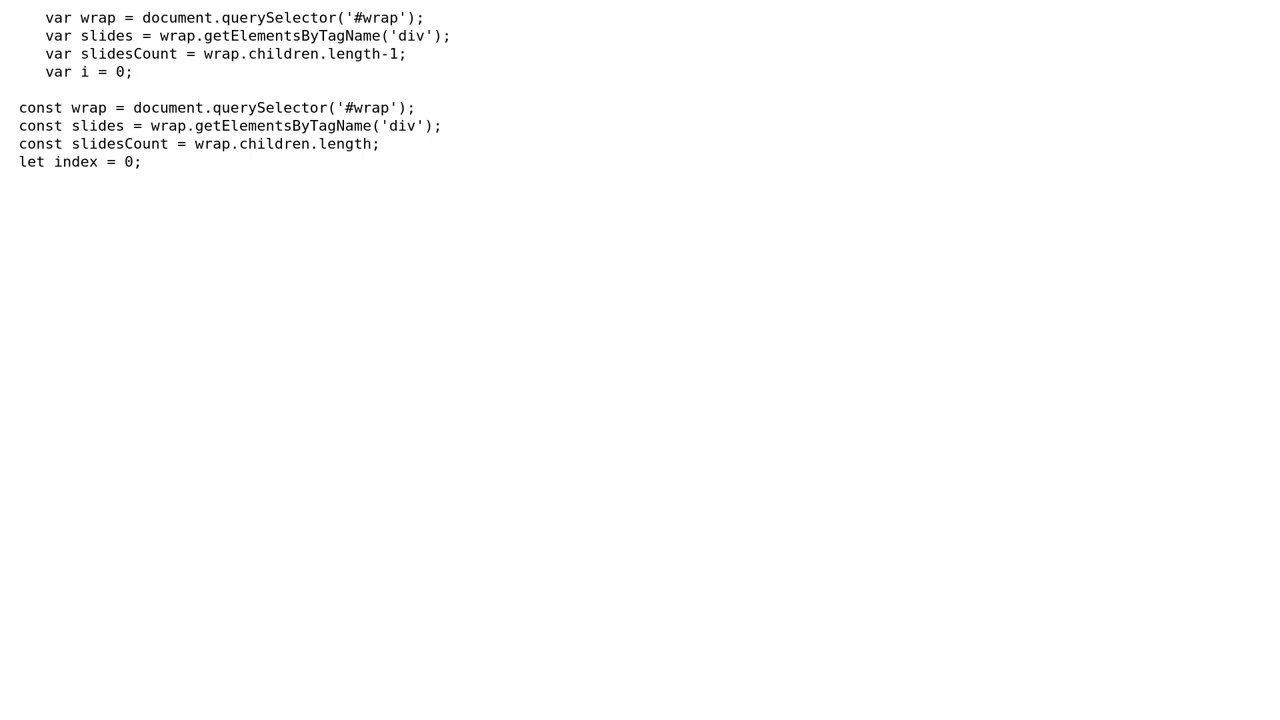 var wrap = document.querySelector('#wrap');
var slides = wrap.getElementsByTagName('div');
var slidesCount = wrap.children.length-1;
var i = 0;
const wrap = document.querySelector('#wrap');
const slides = wrap.getElementsByTagName('div');
const slidesCount = wrap.children.length;
let index = 0;